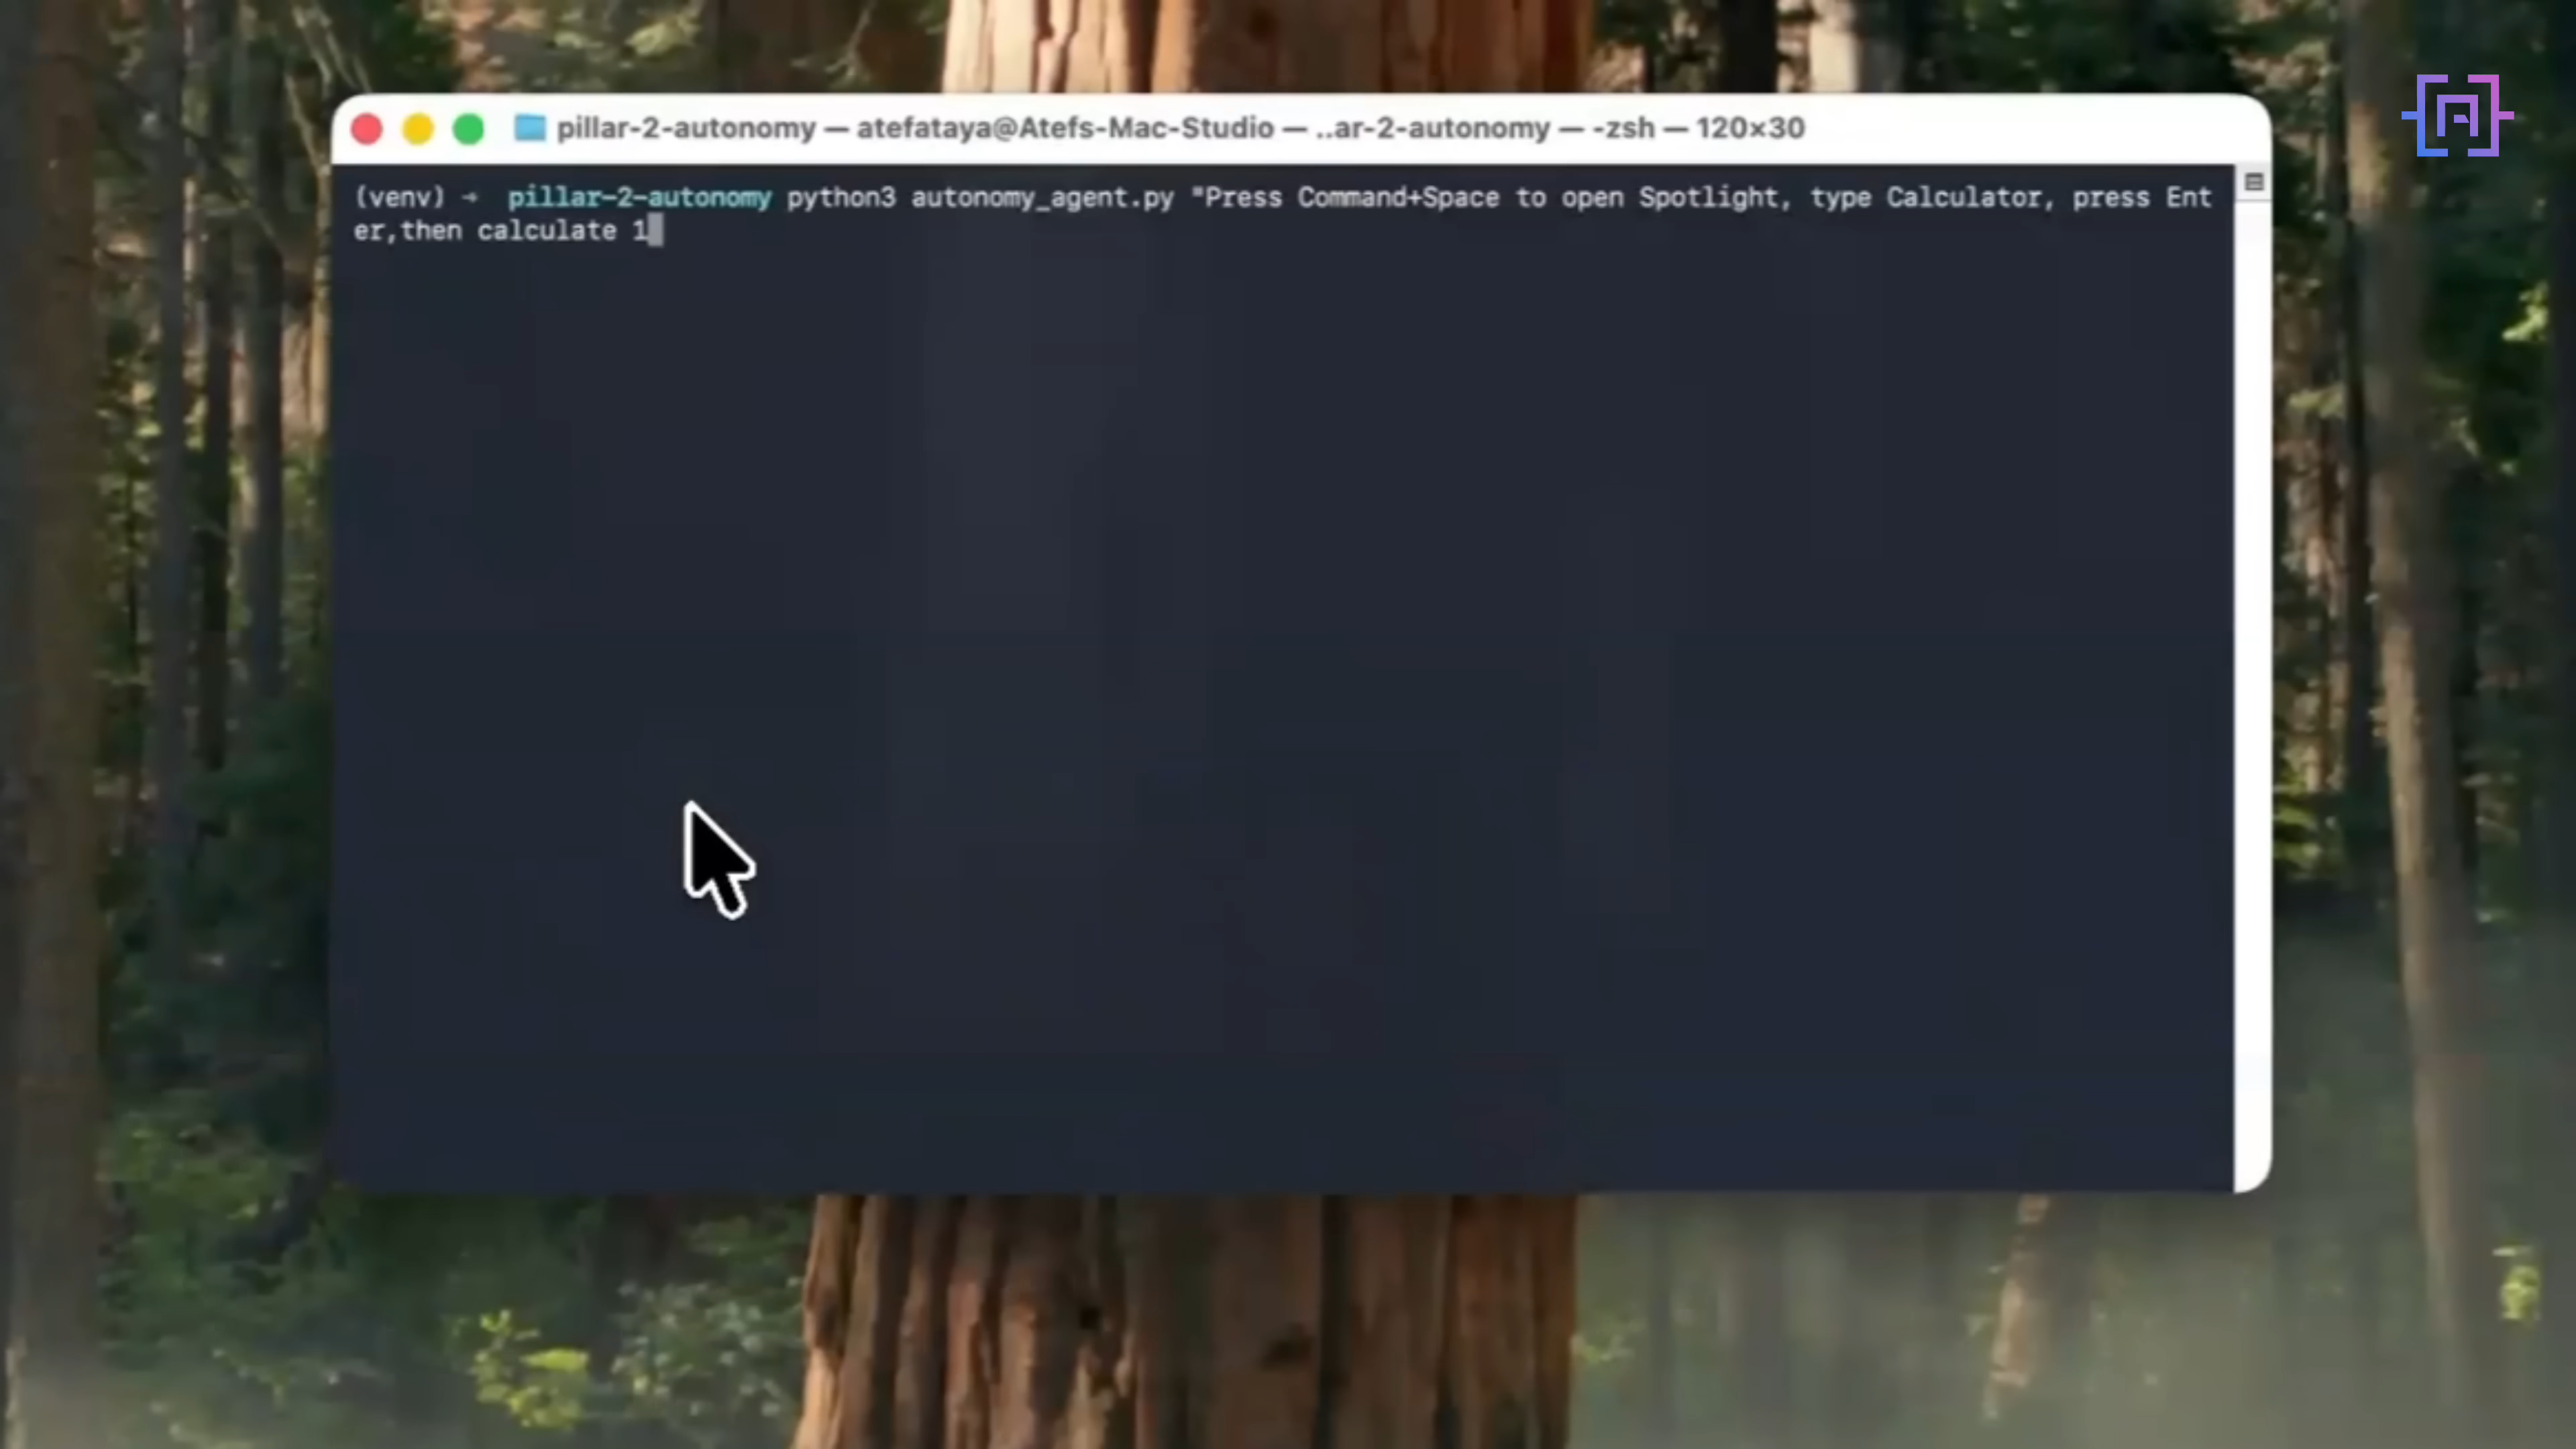 pillar-2-autonomy — atefataya@Atefs-Mac-Studio — ..ar-2-autonomy — -zsh — 120×30
(venv) → pillar-2-autonomy python3 autonomy_agent.py "Press Command+Space to open Spotlight, type Calculator, press Ent
er,then calculate 1